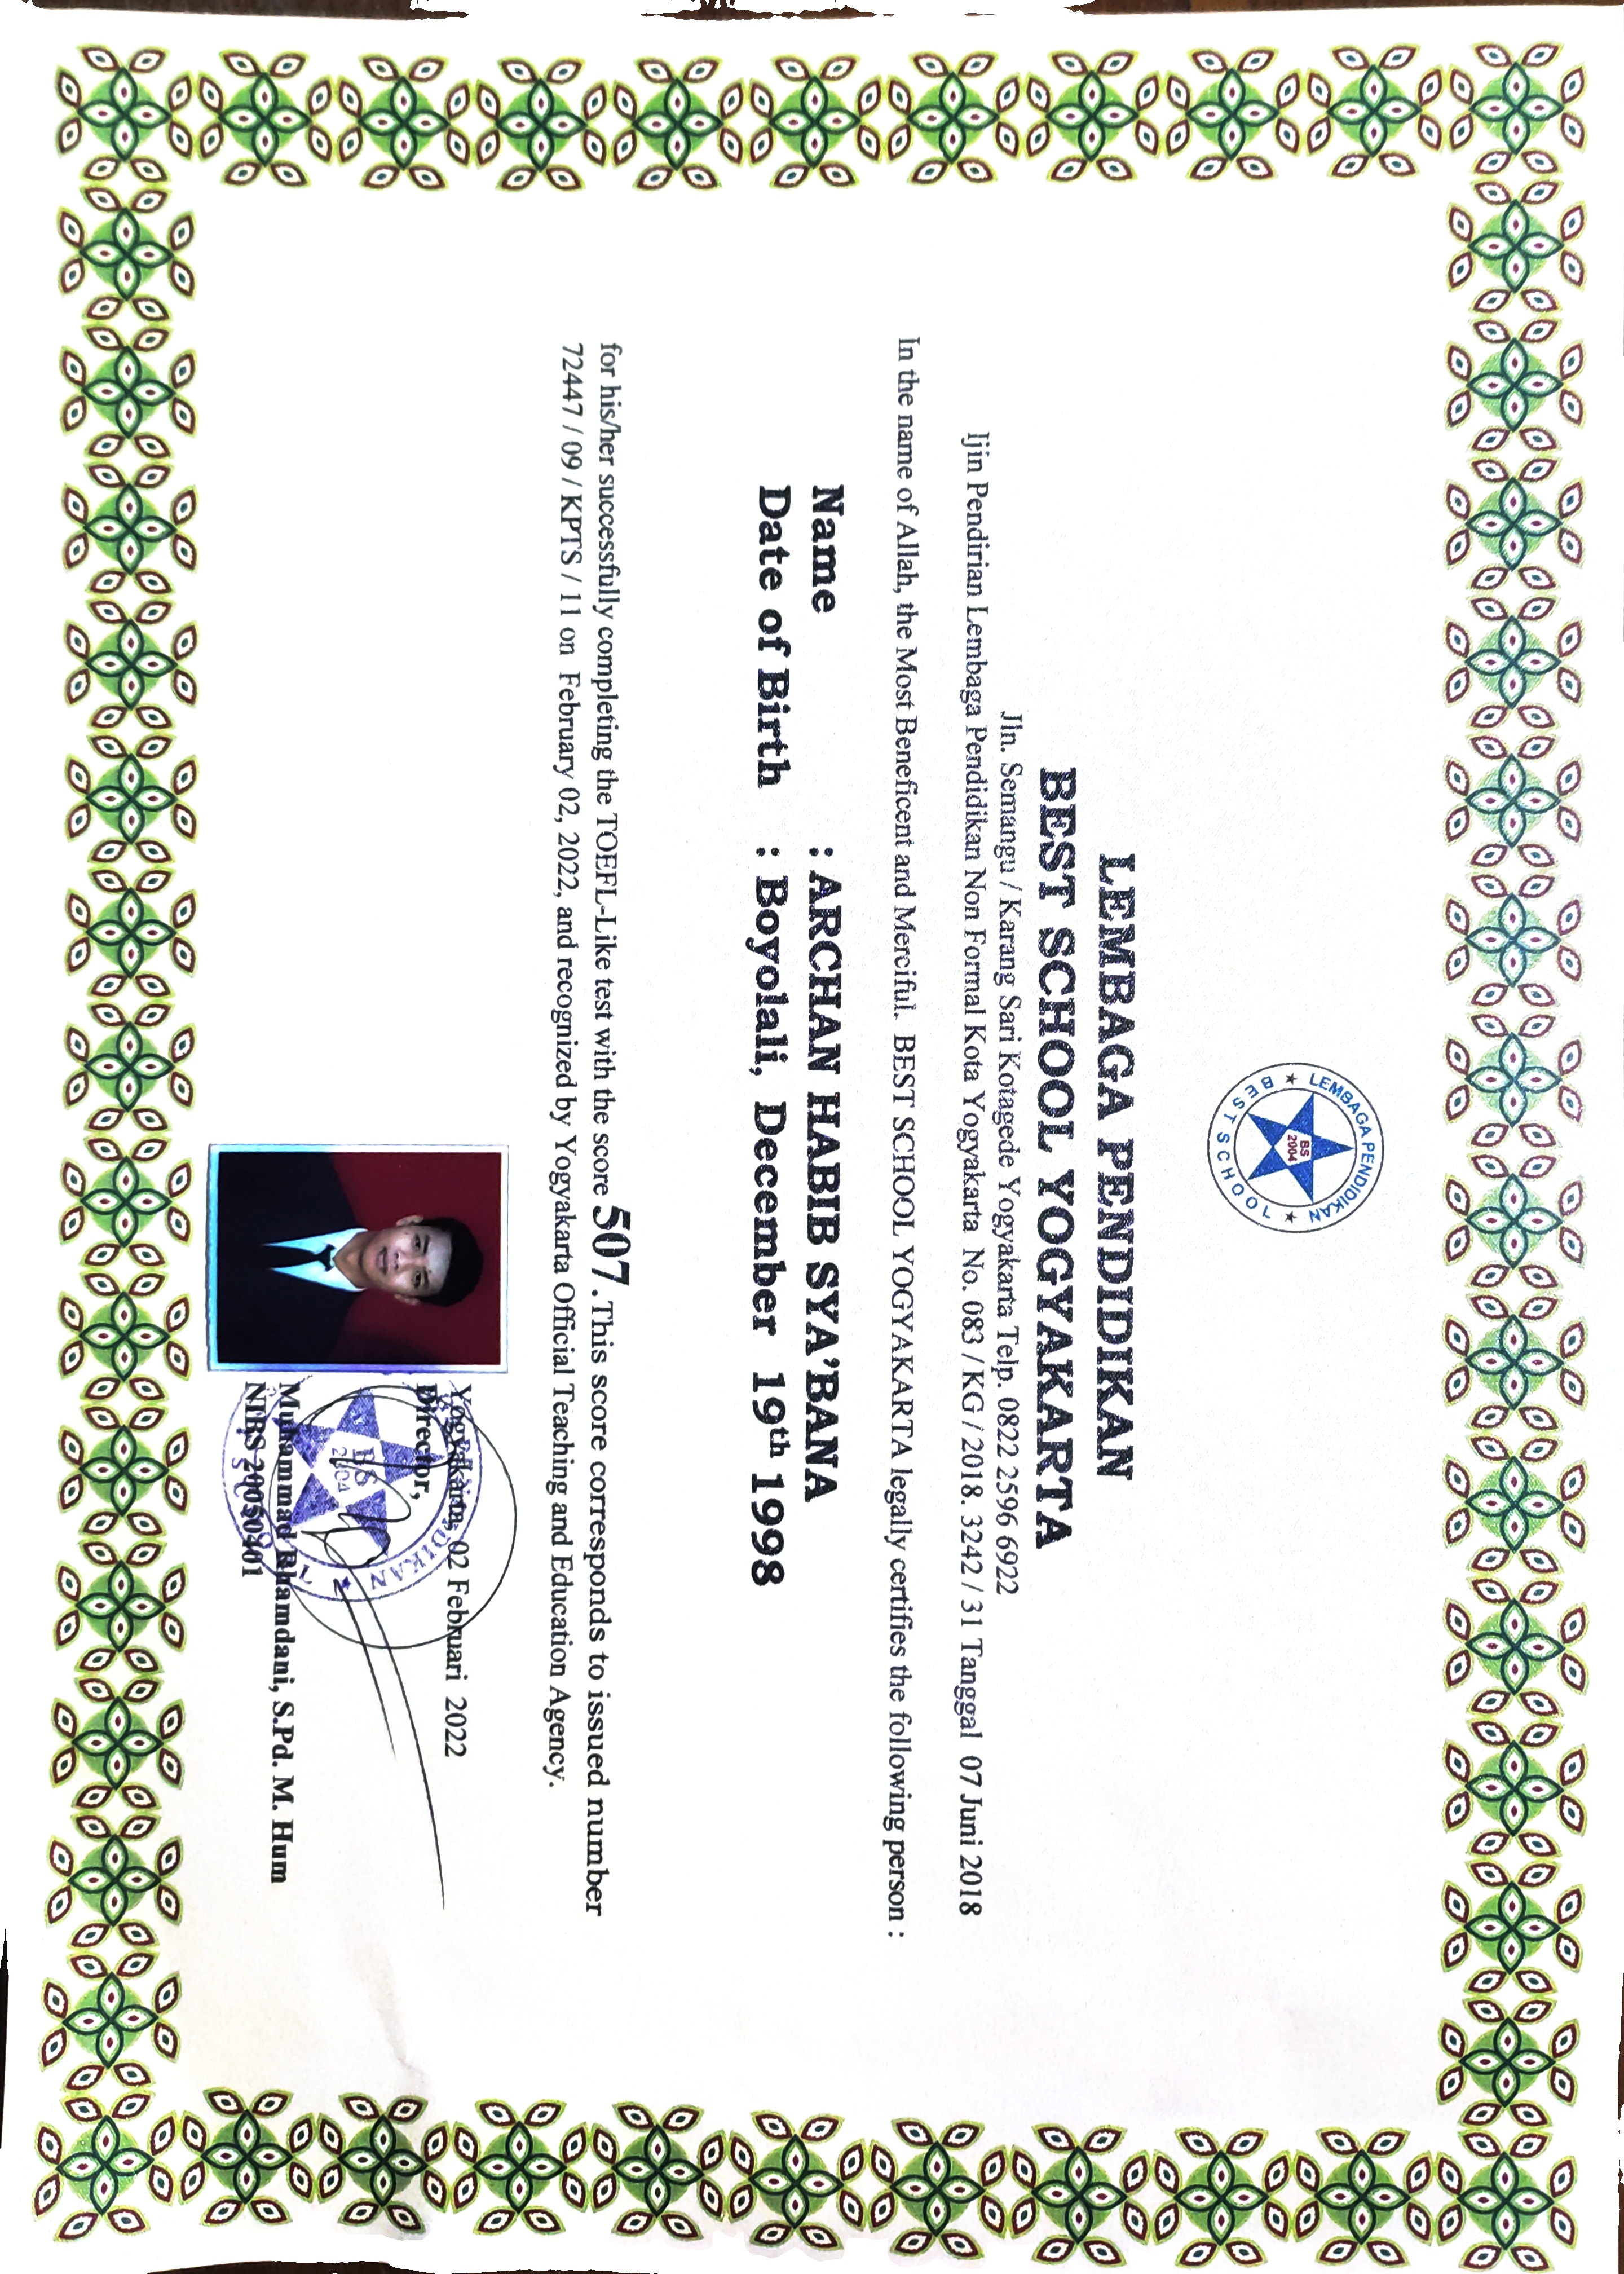 LEMBAGA PENDIDIKAN
BEST SCHOOL
BS
2004
LEMBAGA PENDIDIKAN
BEST SCHOOL YOGYAKARTA
Jln. Semangu / Karang Sari Kotagede Yogyakarta Telp. 0822 2596 6922
Ijin Pendirian Lembaga Pendidikan Non Formal Kota Yogyakarta No. 083 / KG / 2018. 3242 / 31 Tanggal 07 Juni 2018
In the name of Allah, the Most Beneficent and Merciful. BEST SCHOOL YOGYAKARTA legally certifies the following person :
Name : ARCHAN HABIB SYA'BANA
Date of Birth : Boyolali, December 19th 1998
for his/her successfully completing the TOEFL-Like test with the score 507. This score corresponds to issued number
72447 / 09 / KPTS / 11 on February 02, 2022, and recognized by Yogyakarta Official Teaching and Education Agency.
Yogyakarta, 02 Februari 2022
Director,
BS
2004
Muhammad Rhamdani, S.Pd. M. Hum
NIBS 20050401